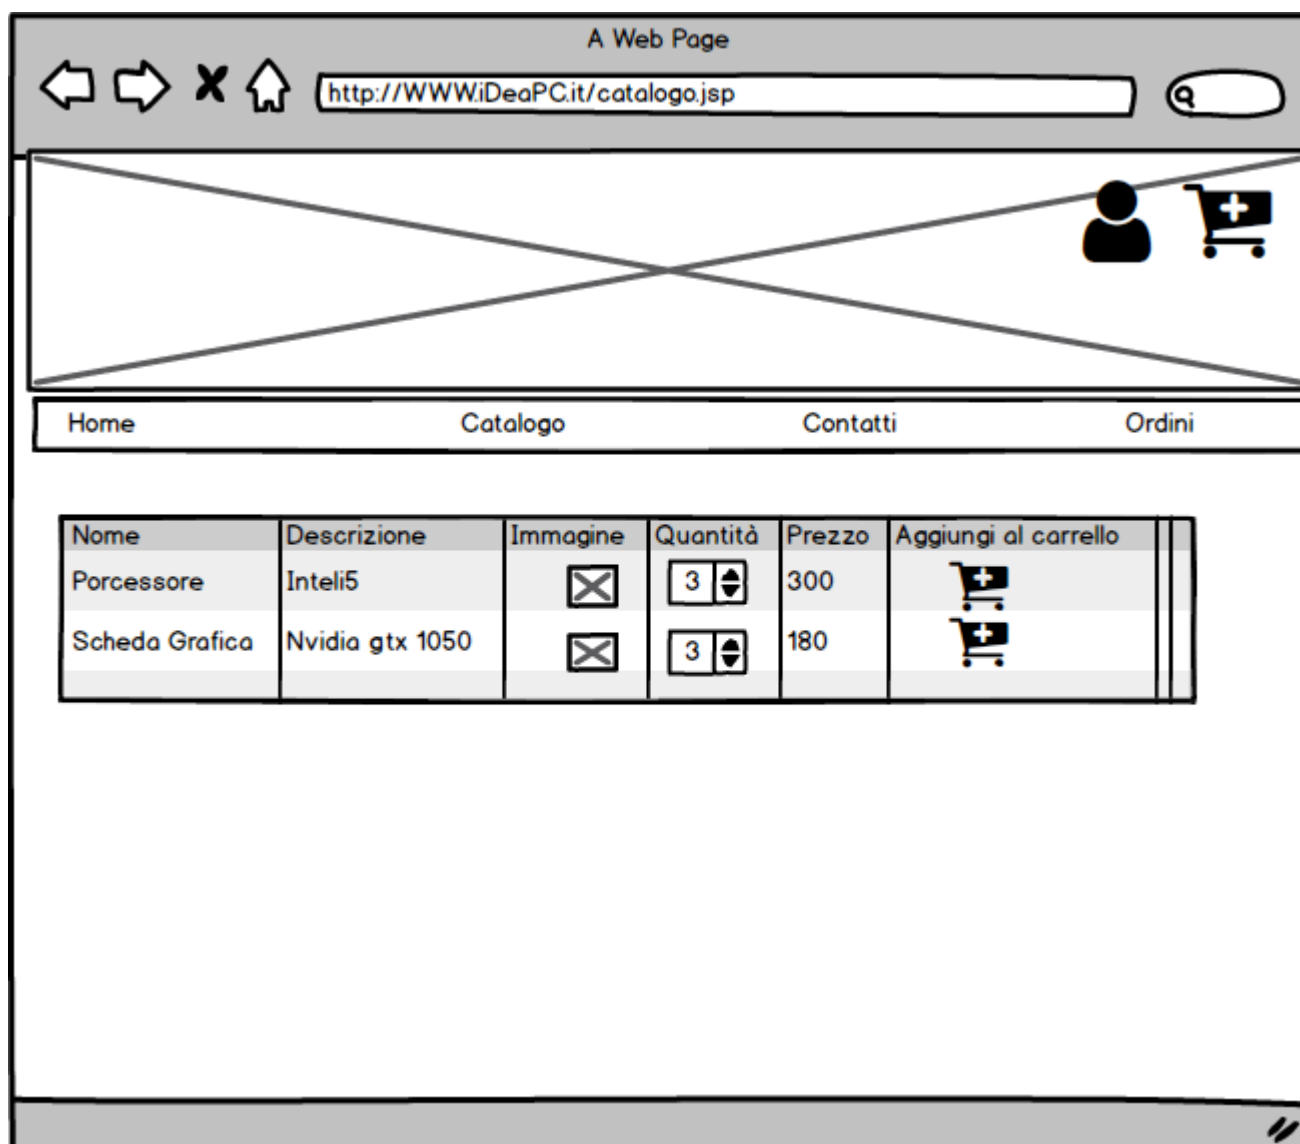 A Web Page
http://WWW.iDeaPC.it/catalogo.jsp
Home Catalogo Contatti Ordini
Nome Descrizione Immagine Quantità Prezzo Aggiungi al carrello
Porcessore Inteli5 3 300
Scheda Grafica Nvidia gtx 1050 3 180